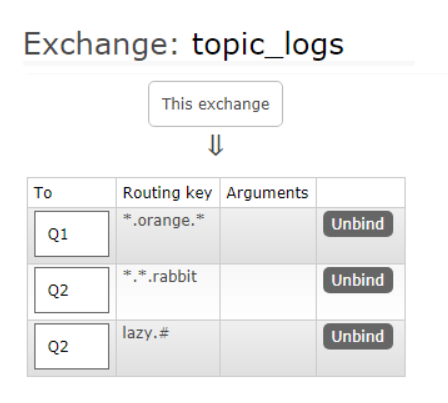 Exchange: topic_logs
This exchange
⇓
To Routing key Arguments
Q1 *.orange.* Unbind
Q2 *.*.rabbit Unbind
Q2 lazy.# Unbind